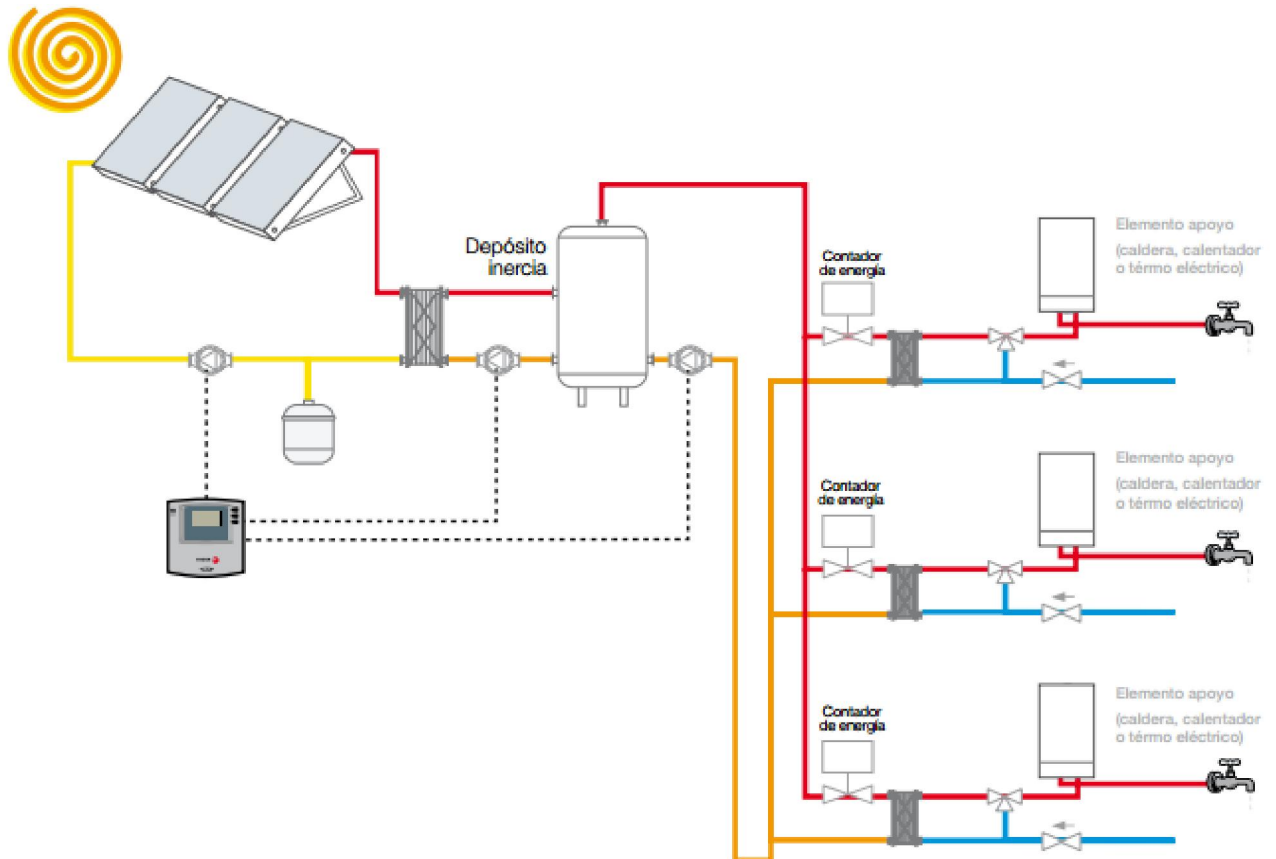 Depósito
inercia
Contador
de energía
Elemento apoyo
(caldera, calentador
o térmo eléctrico)
Contador
de energía
Elemento apoyo
(caldera, calentador
o térmo eléctrico)
Contador
de energía
Elemento apoyo
(caldera, calentador
o térmo eléctrico)